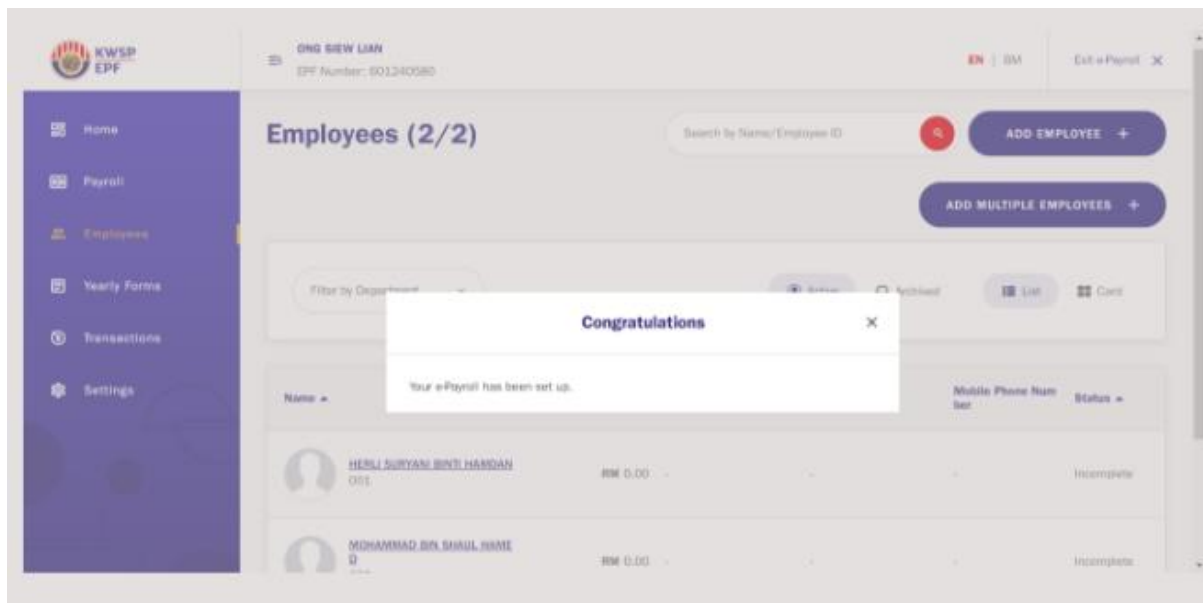 KWSP
EPF
ONG SIEW LIAN
EPF Number:
EN | BM
Exit e-Payroll
Home
Payroll
Employees
Yearly Forms
Transactions
Settings
Employees (2/2)
Search by Name/Employee ID
ADD EMPLOYEE +
ADD MULTIPLE EMPLOYEES +
Filter by Department
Active
Archived
List
Card
Congratulations
Your e-Payroll has been set up.
Name
Mobile Phone Num
ber
Status
HERLI SURYANI BINTI HAMDAN
001
RM 0.00 - - - Incomplete
MOHAMMAD BIN SHAUL HAME
D
RM 0.00 - - - Incomplete